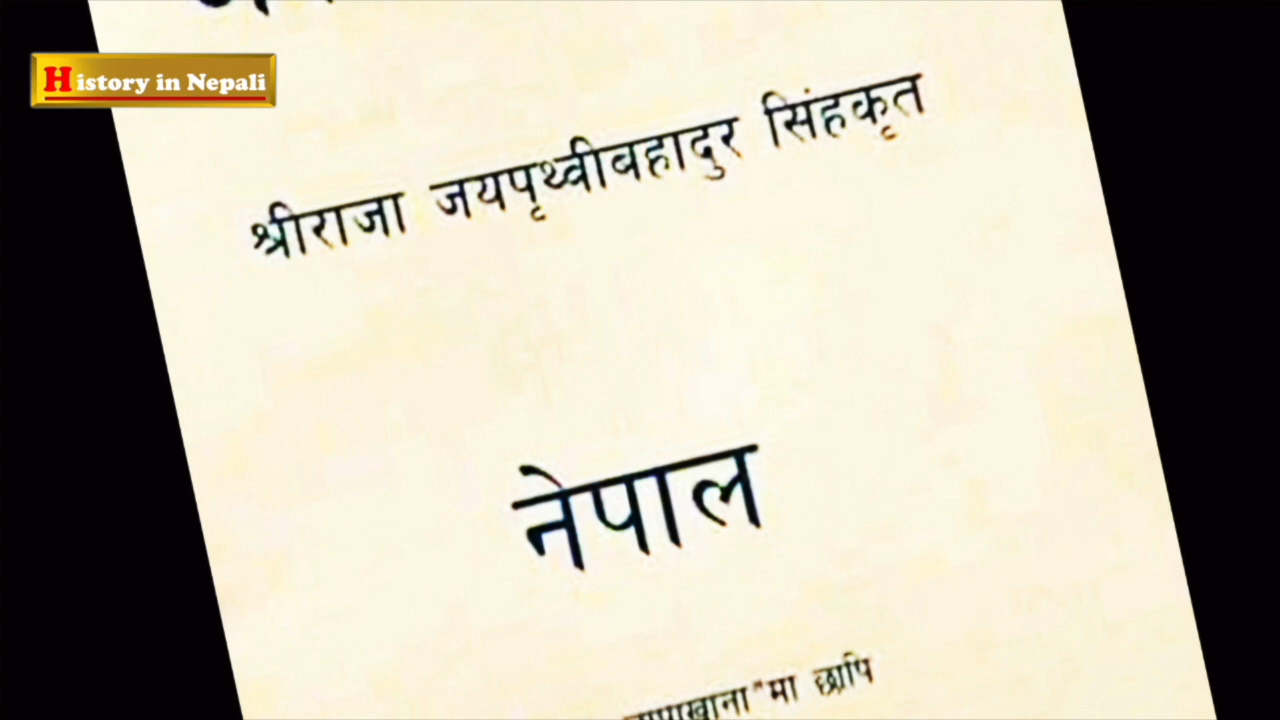 History in Nepali
श्रीराजा जयपृथ्वीबहादुर सिंहकृत
नेपाल
मा छापि